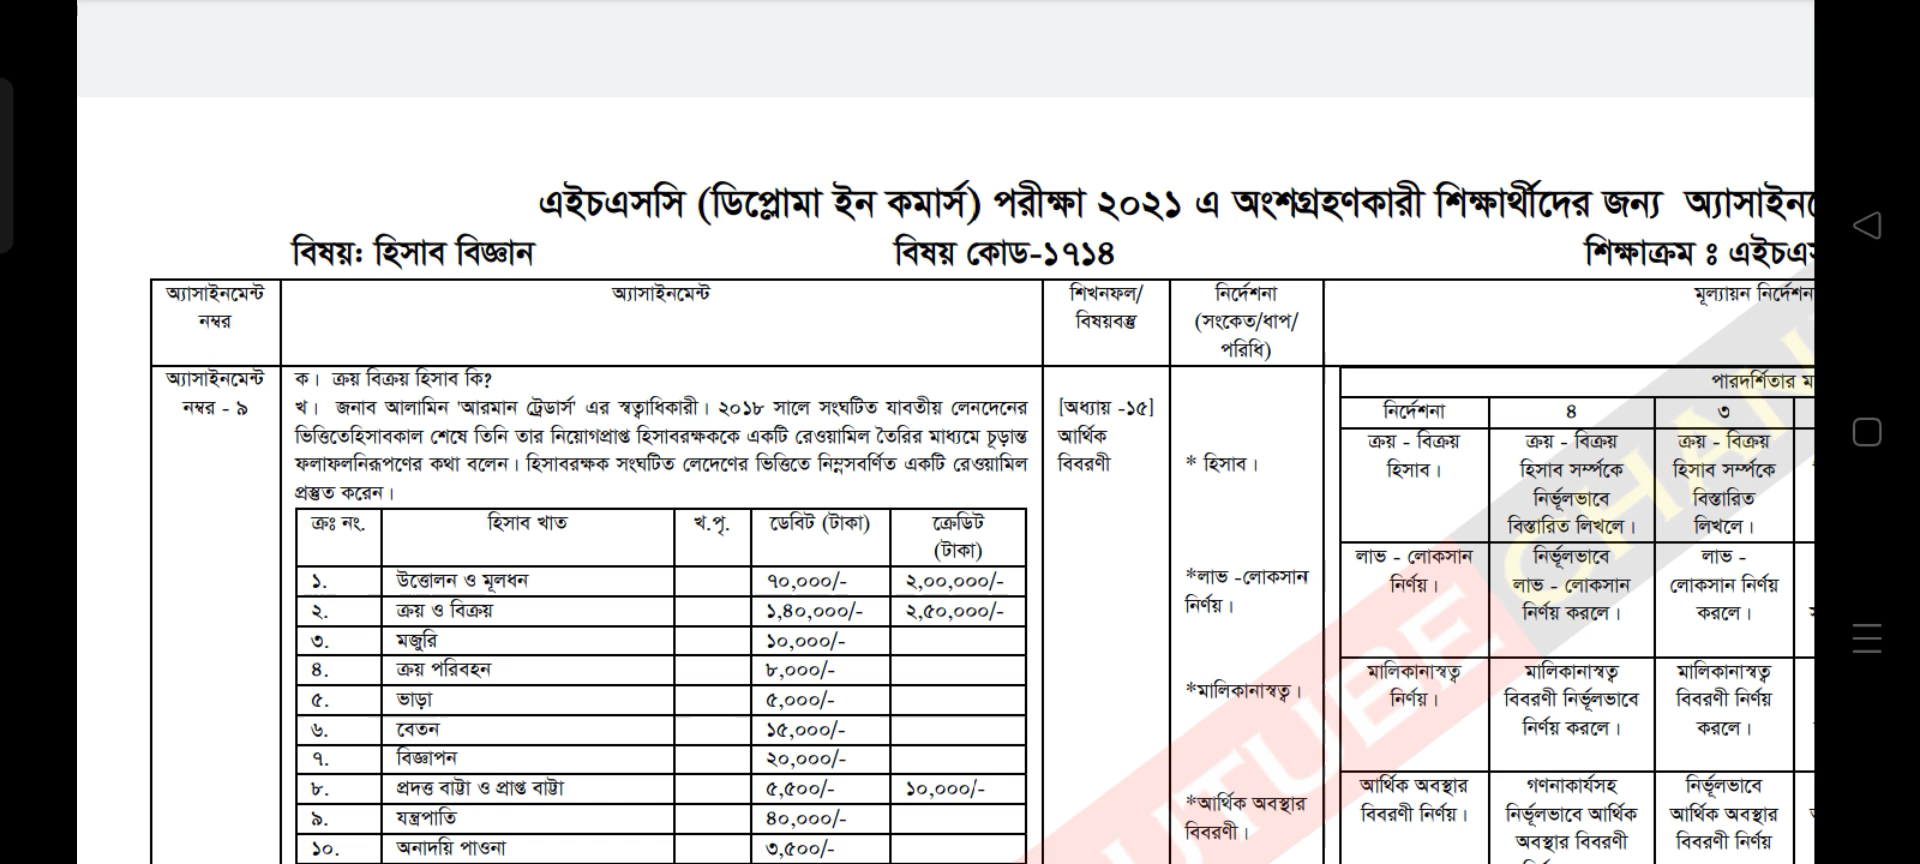 এইচএসসি (ডিপ্লোমা ইন কমার্স) পরীক্ষা ২০২১ এ অংশগ্রহণকারী শিক্ষার্থীদের জন্য
বিষয়: হিসাব বিজ্ঞান বিষয় কোড-১৭১৪ শিক্ষাক্রম ঃ
অ্যাসাইনমেন্ট নম্বর
অ্যাসাইনমেন্ট
শিখনফল/
বিষয়বস্তু
নির্দেশনা
(সংকেত/ধাপ/
পরিধি)
মূল্যায়ন নির্দেশন
অ্যাসাইনমেন্ট
নম্বর - ৯
ক। ক্রয় বিক্রয় হিসাব কি?
খ। জনাব আলামিন 'আরমান ট্রেডার্স' এর স্বত্বাধিকারী। ২০১৮ সালে সংঘটিত যাবতীয় লেনদেনের
ভিত্তিতেহিসাবকাল শেষে তিনি তার নিয়োগপ্রাপ্ত হিসাবরক্ষককে একটি রেওয়ামিল তৈরির মাধ্যমে চূড়ান্ত
ফলাফলনিরূপণের কথা বলেন। হিসাবরক্ষক সংঘটিত লেদেণের ভিত্তিতে নিম্নসবর্ণিত একটি রেওয়ামিল
প্রস্তুত করেন।
ক্রঃ নং. হিসাব খাত খ.পৃ. ডেবিট (টাকা) ক্রেডিট
(টাকা)
১. উত্তোলন ও মূলধন ৭০,০০০/- ২,০০,০০০/-
২. ক্রয় ও বিক্রয় ১,৪০,০০০/- ২,৫০,০০০/-
৩. মজুরি ১০,০০০/-
৪. ক্রয় পরিবহন ৮,০০০/-
৫. ভাড়া ৫,০০০/-
৬. বেতন ১৫,০০০/-
৭. বিজ্ঞাপন ২০,০০০/-
৮. প্রদত্ত বাট্টা ও প্রাপ্ত বাট্টা ৫,৫০০/- ১০,০০০/-
৯. যন্ত্রপাতি ৪০,০০০/-
১০. অনাদয়ি পাওনা ৩,৫০০/-
[অধ্যায় -১৫]
আর্থিক
বিবরণী
* হিসাব।
*লাভ -লোকসান
নির্ণয়।
*মালিকানাস্বত্ব।
*আর্থিক অবস্থার
বিবরণী।
পারদর্শিতার
নির্দেশনা ৪ ৩
ক্রয় - বিক্রয়
হিসাব।
ক্রয় - বিক্রয়
হিসাব সর্ম্পকে
নির্ভূলভাবে
বিস্তারিত লিখলে।
ক্রয় - বিক্রয়
হিসাব সর্ম্পকে
বিস্তারিত
লিখলে।
লাভ - লোকসান
নির্ণয়।
নির্ভূলভাবে
লাভ - লোকসান
নির্ণয় করলে।
লাভ -
লোকসান নির্ণয়
করলে।
মালিকানাস্বত্ব
নির্ণয়।
মালিকানাস্বত্ব
বিবরণী নির্ভূলভাবে
নির্ণয় করলে।
মালিকানাস্বত্ব
বিবরণী নির্ণয়
করলে।
আর্থিক অবস্থার
বিবরণী নির্ণয়।
গণনাকার্যসহ
নির্ভূলভাবে আর্থিক
অবস্থার বিবরণী
নির্ভূলভাবে
আর্থিক অবস্থার
বিবরণী নির্ণয়
UTUBE CHAN